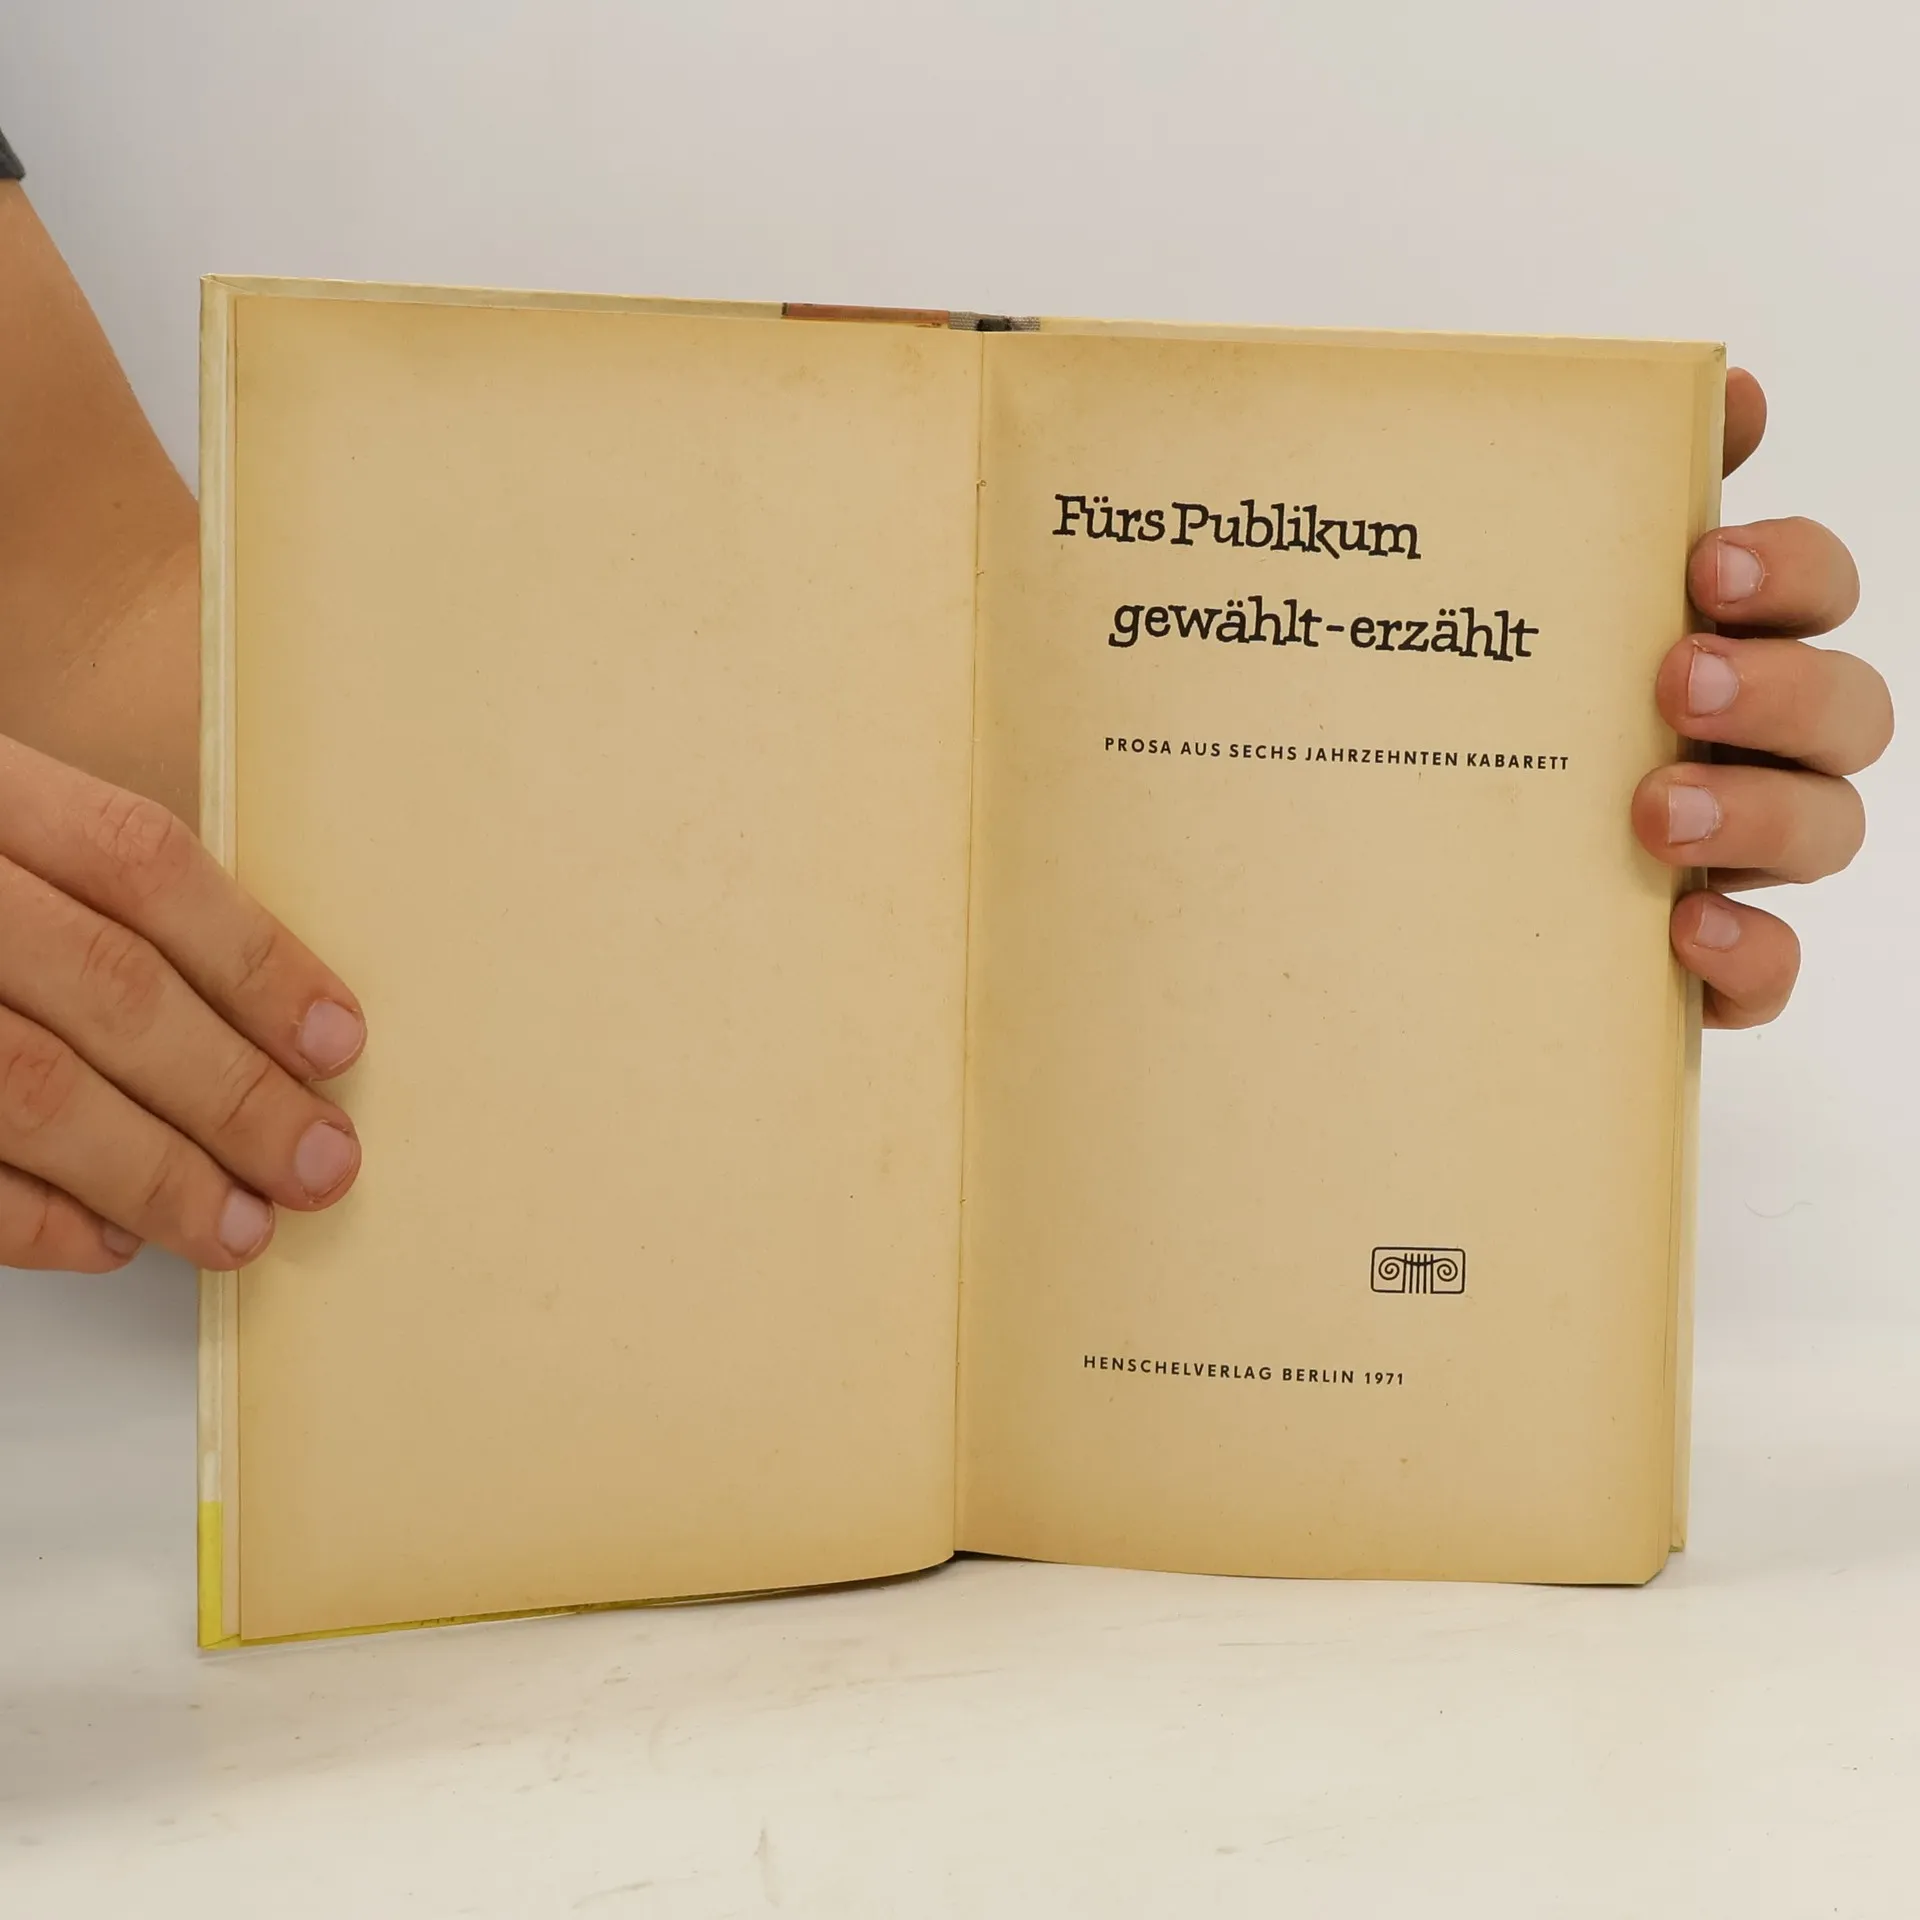 Fürs Publikum
gewählt-erzählt
PROSA AUS SECHS JAHRZEHNTEN KABARETT
HENSCHELVERLAG BERLIN 1971